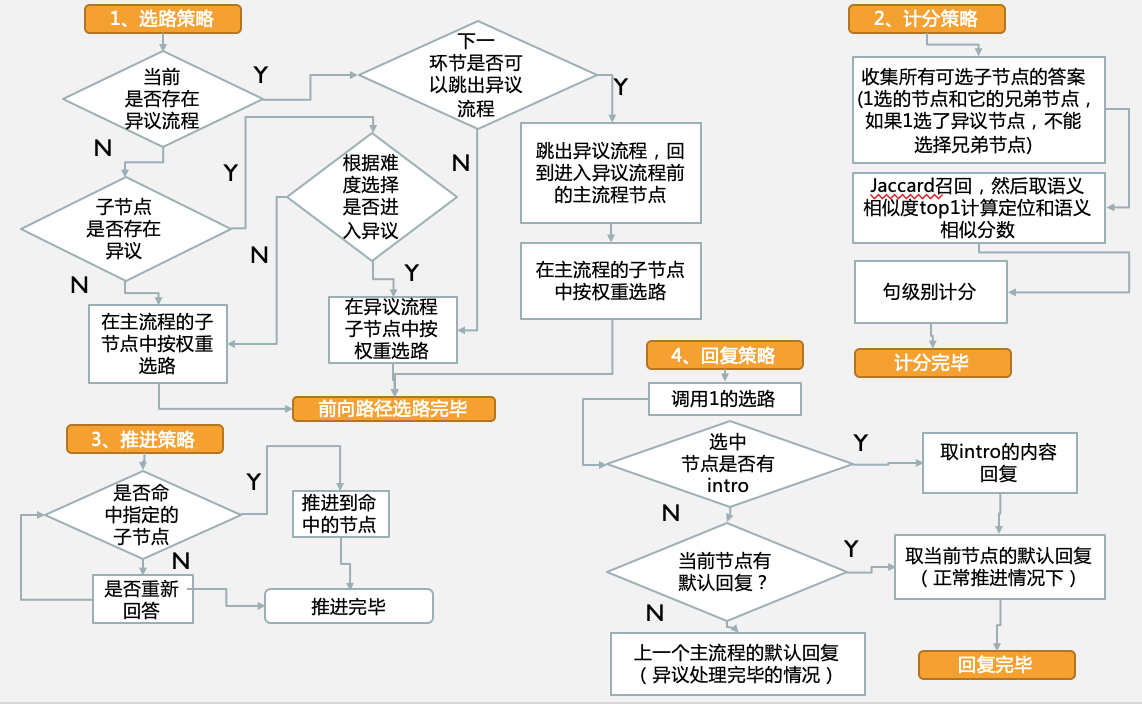 1、选路策略
当前
是否存在
异议流程
Y
N
下一
环节是否可
以跳出异议
流程
Y
N
子节点
是否存在
异议
Y
N
根据难
度选择
是否进
入异议
N
Y
跳出异议流程，回
到进入异议流程前
的主流程节点
在主流程的子节点
中按权重选路
在主流程的子
节点中按权重
选路
在异议流程
子节点中按
权重选路
前向路径选路完毕
2、计分策略
收集所有可选子节点的答案
(1选的节点和它的兄弟节点，
如果1选了异议节点，不能
选择兄弟节点)
Jaccard召回，然后取语义
相似度top1计算定位和语义
相似分数
句级别计分
计分完毕
3、推进策略
是否命
中指定的
子节点
Y
N
推进到命
中的节点
是否重新
回答
推进完毕
4、回复策略
调用1的选路
选中
节点是否有
intro
Y
N
取intro的内容
回复
当前节点有
默认回复？
Y
N
取当前节点的默认回复
（正常推进情况下）
上一个主流程的默认回复
（异议处理完毕的情况）
回复完毕